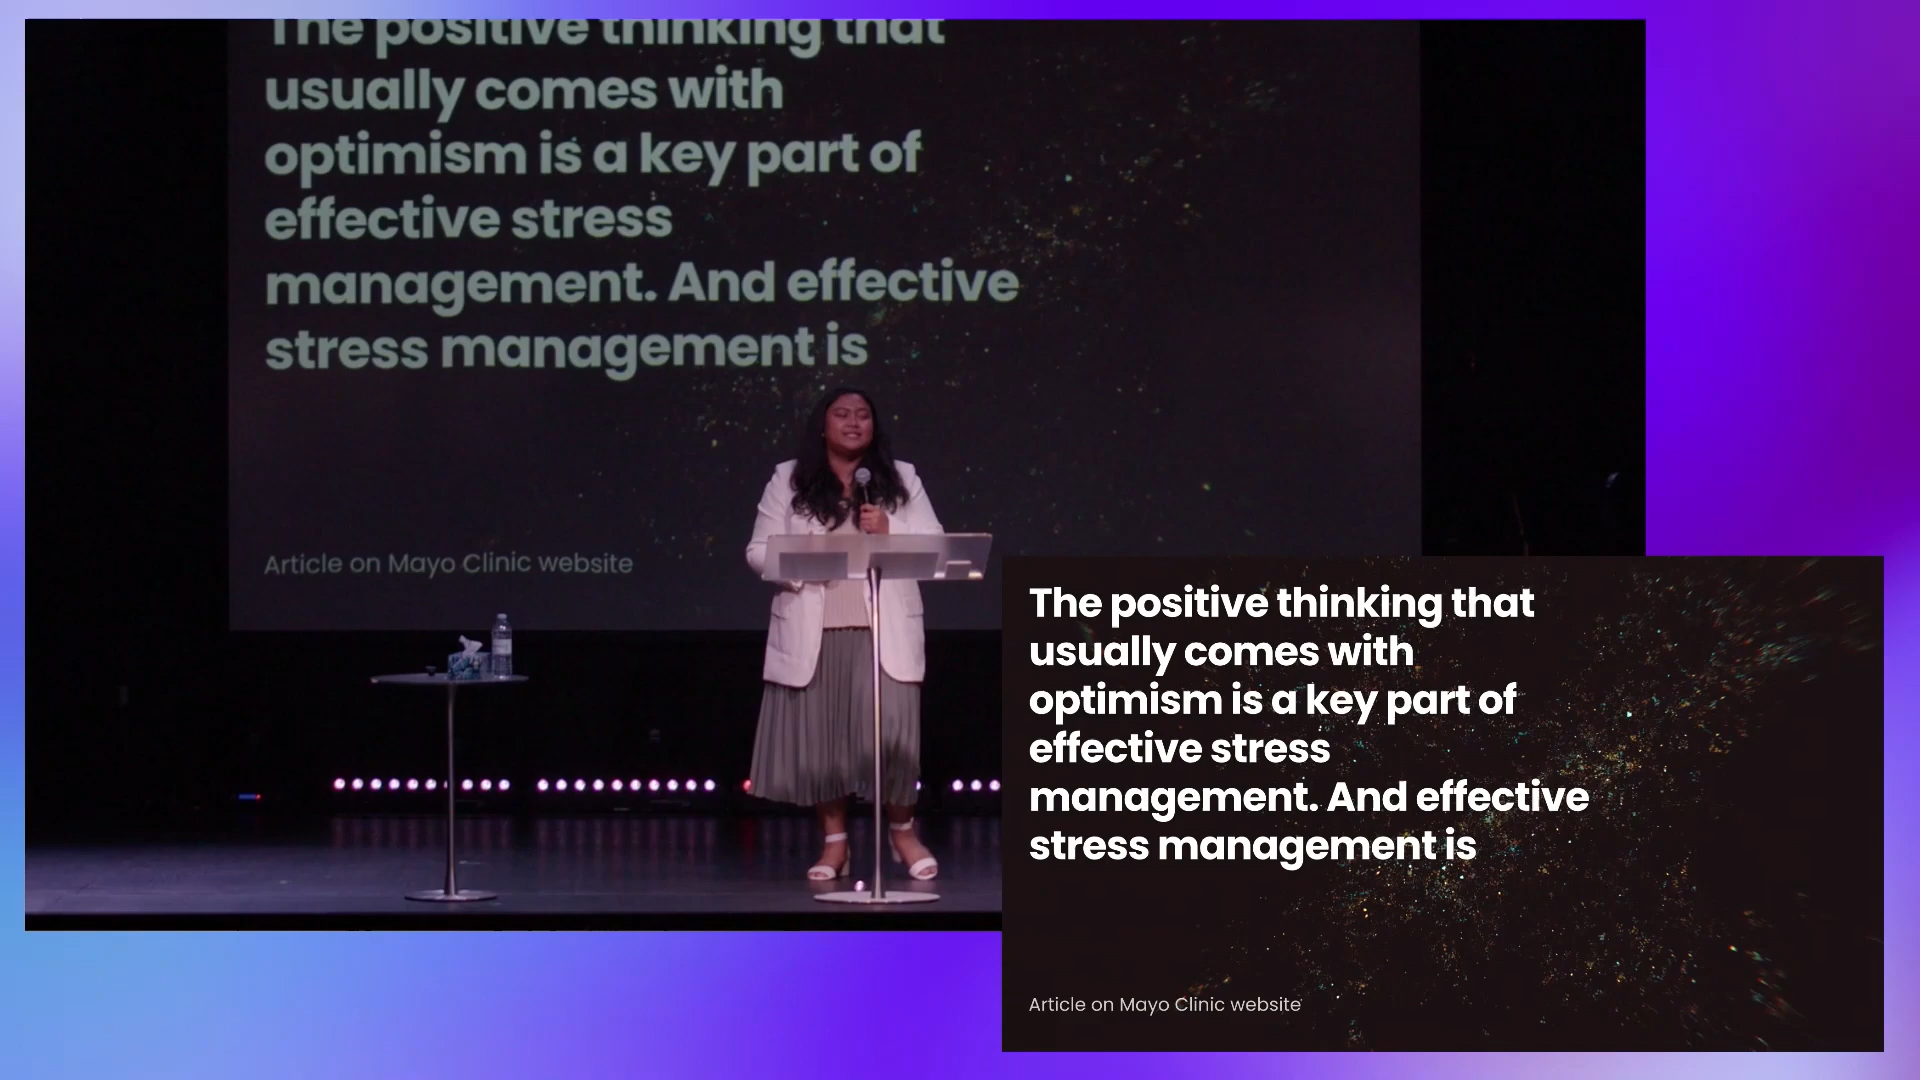 The positive thinking that
usually comes with
optimism is a key part of
effective stress
management. And effective
stress management is
Article on Mayo Clinic website
The positive thinking that
usually comes with
optimism is a key part of
effective stress
management. And effective
stress management is
Article on Mayo Clinic website